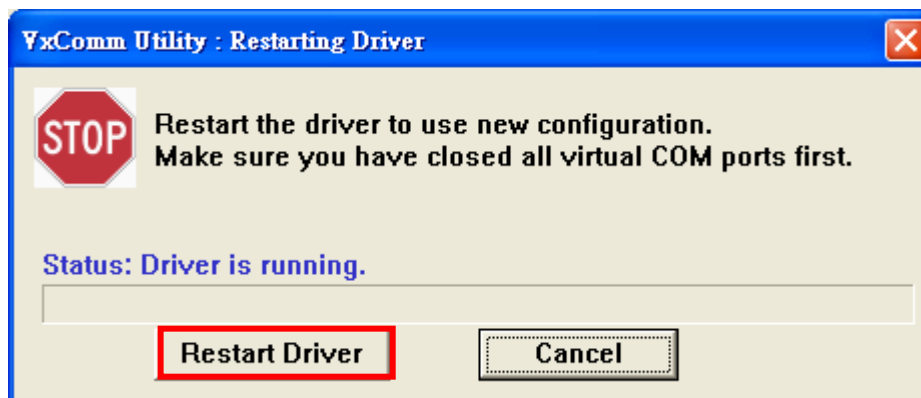 VxComm Utility : Restarting Driver
STOP
Restart the driver to use new configuration.
Make sure you have closed all virtual COM ports first.
Status: Driver is running.
Restart Driver
Cancel